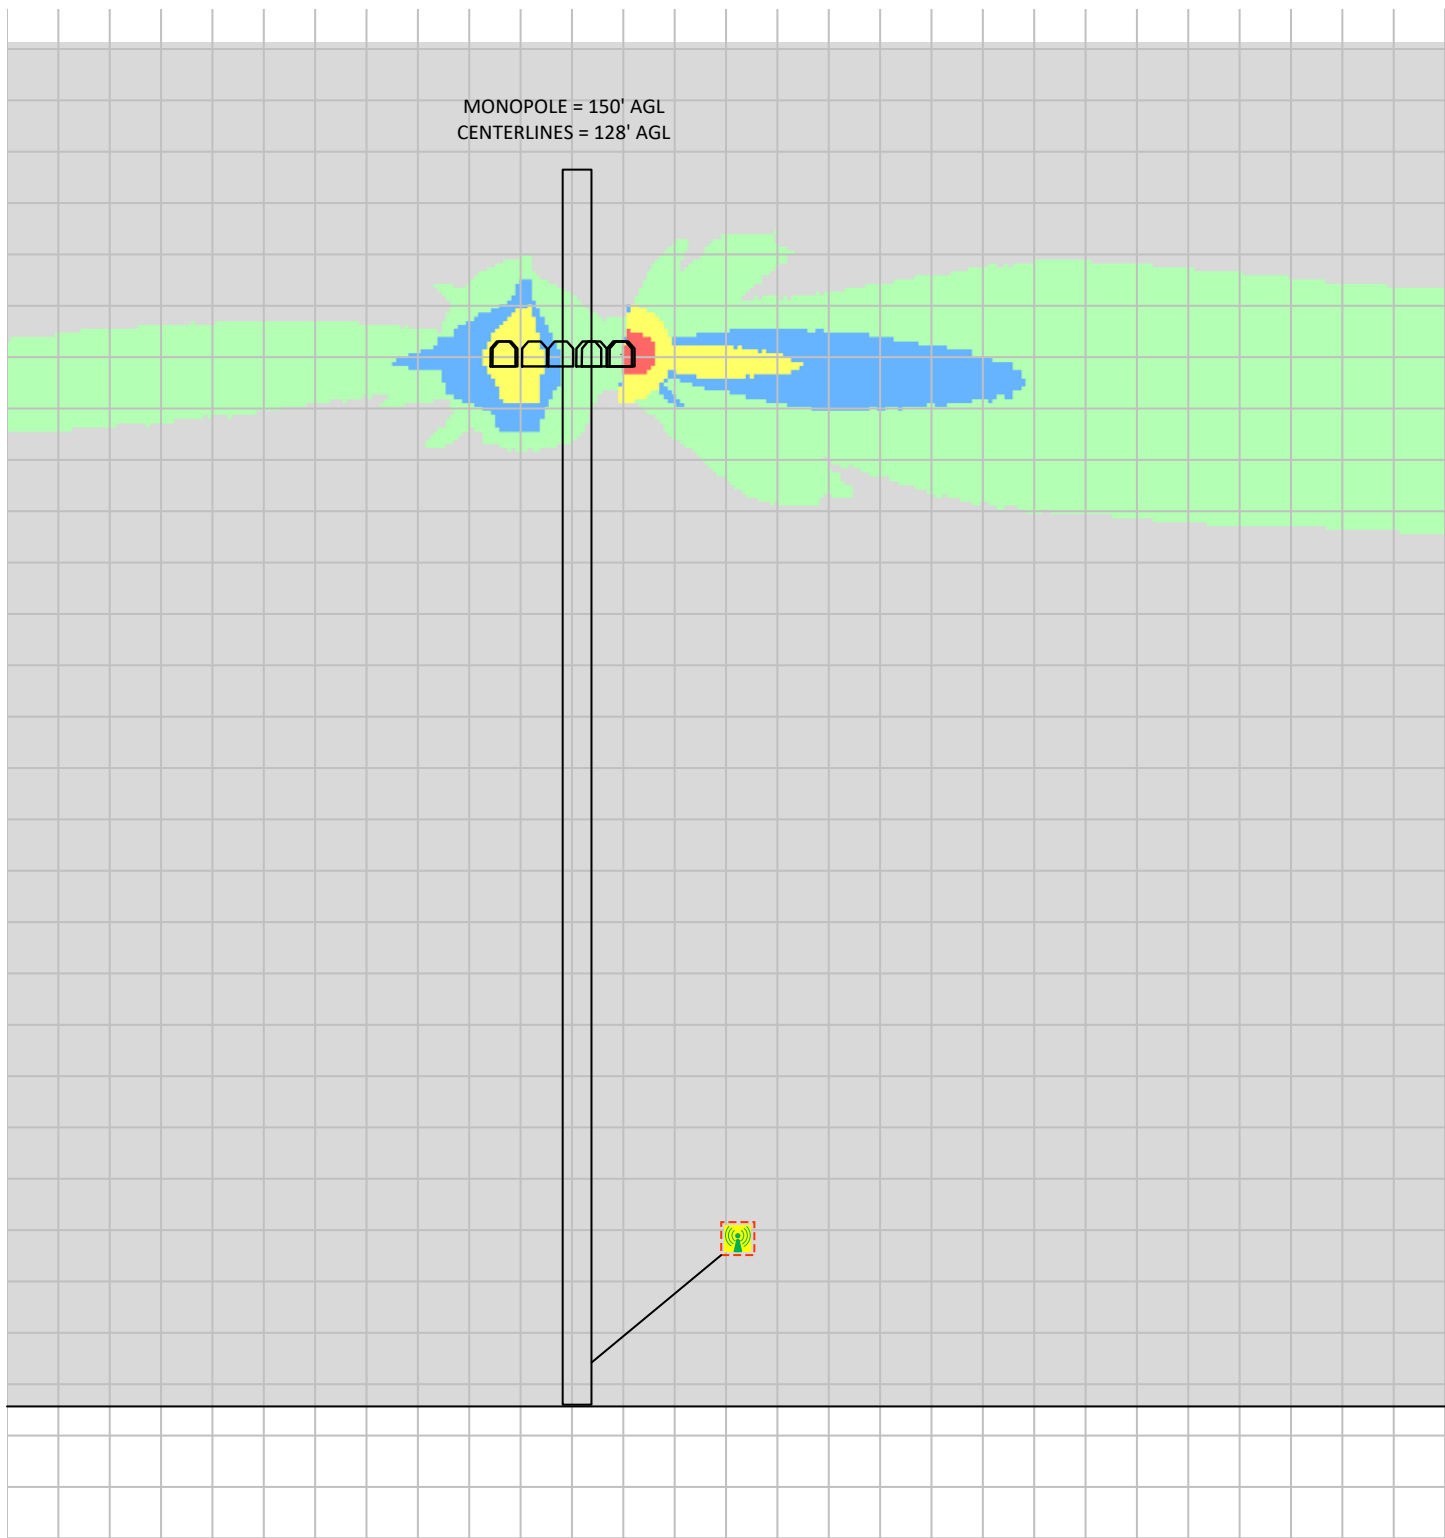 MONOPOLE = 150' AGL
CENTERLINES = 128' AGL